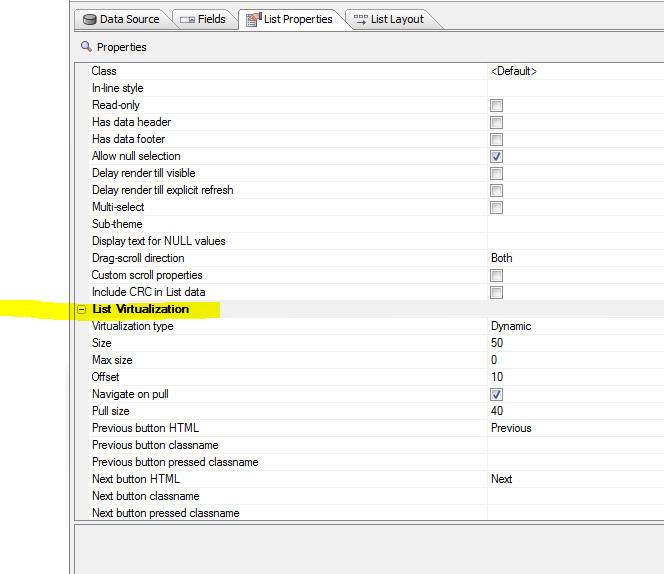 Data Source Fields List Properties List Layout
Properties
Class <Default>
In-line style
Read-only
Has data header
Has data footer
Allow null selection
Delay render till visible
Delay render till explicit refresh
Multi-select
Sub-theme
Display text for NULL values
Drag-scroll direction Both
Custom scroll properties
Include CRC in List data
List Virtualization
Virtualization type Dynamic
Size 50
Max size 0
Offset 10
Navigate on pull
Pull size 40
Previous button HTML Previous
Previous button classname
Previous button pressed classname
Next button HTML Next
Next button classname
Next button pressed classname